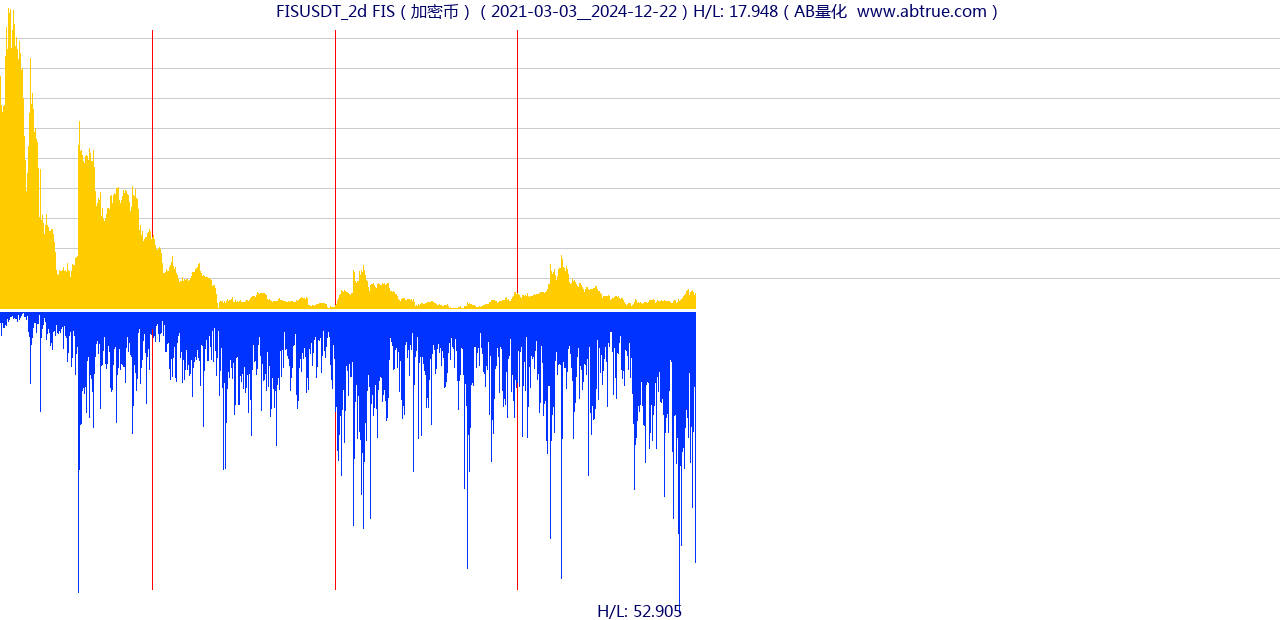 FISUSDT_2d FIS ( 加密币 ) ( 2021-03-03__2024-12-22 ) H/L: 17.948 ( AB量化  www.abtrue.com )
H/L: 52.905